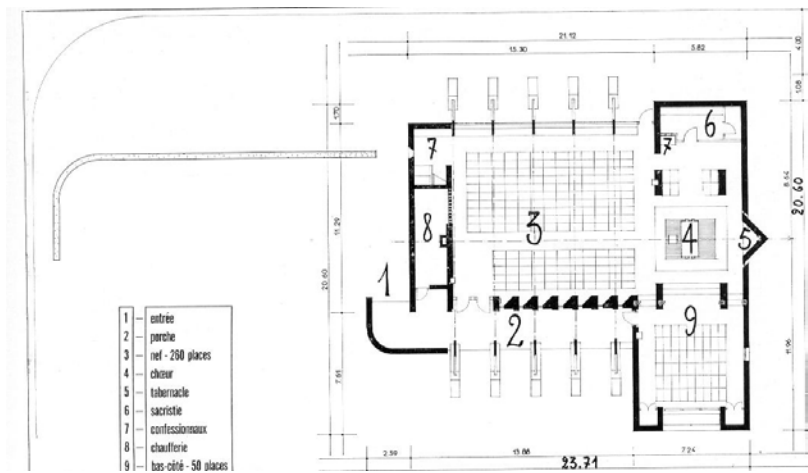 21.12
15.30 5.82
4.00
1.08
1.70
7
6
7
8.54
20.60
3
4
5
8
11.29
20.60
1
2
9
7.61
11.96
2.59 13.88 7.24
23.71
1 – entrée
2 – porche
3 – nef - 260 places
4 – chœur
5 – tabernacle
6 – sacristie
7 – confessionnaux
8 – chaufferie
9 – bas-côté - 50 places